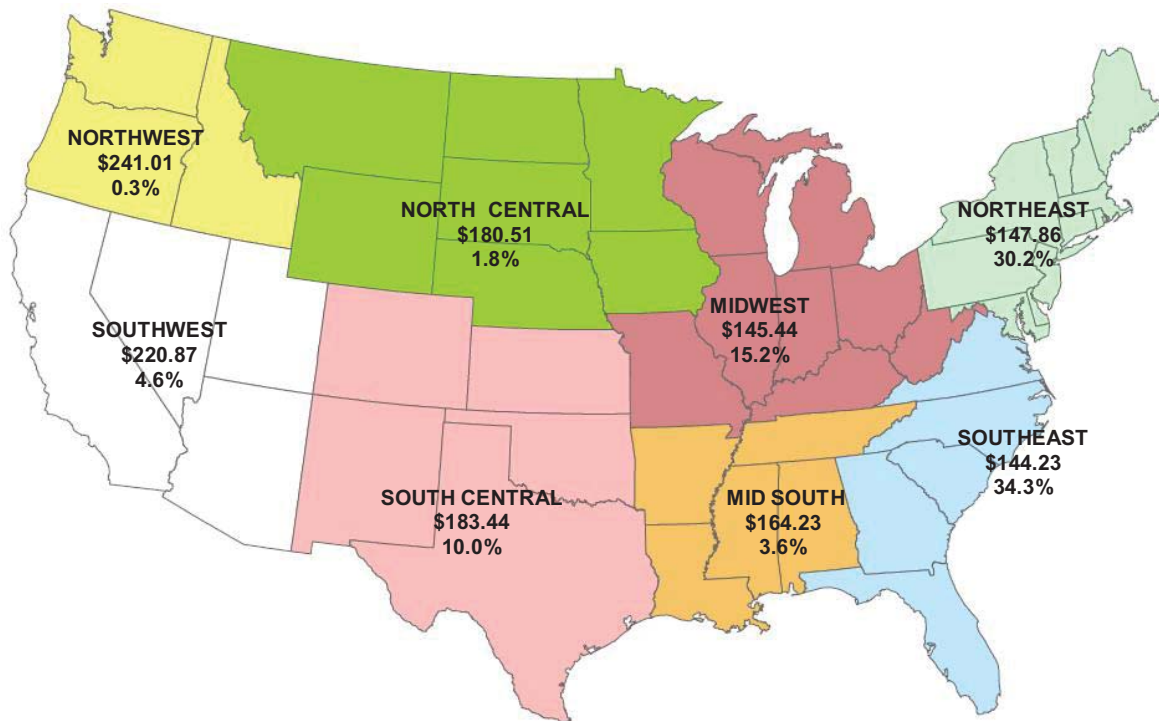 NORTHWEST
$241.01
0.3%
NORTH CENTRAL
$180.51
1.8%
NORTHEAST
$147.86
30.2%
MIDWEST
$145.44
15.2%
SOUTHWEST
$220.87
4.6%
SOUTHEAST
$144.23
34.3%
SOUTH CENTRAL
$183.44
10.0%
MID SOUTH
$164.23
3.6%